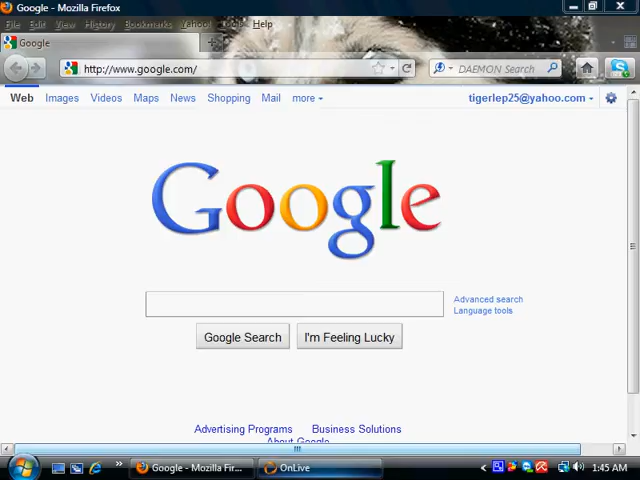 Google - Mozilla Firefox
File Edit View History Bookmarks Yahoo! Tools Help
Google
http://www.google.com/
DAEMON Search
Web Images Videos Maps News Shopping Mail more
tigerlep25@yahoo.com
Google
Advanced search
Language tools
Google Search
I'm Feeling Lucky
Advertising Programs Business Solutions
About Google
Google - Mozilla Fir...
OnLive
1:45 AM